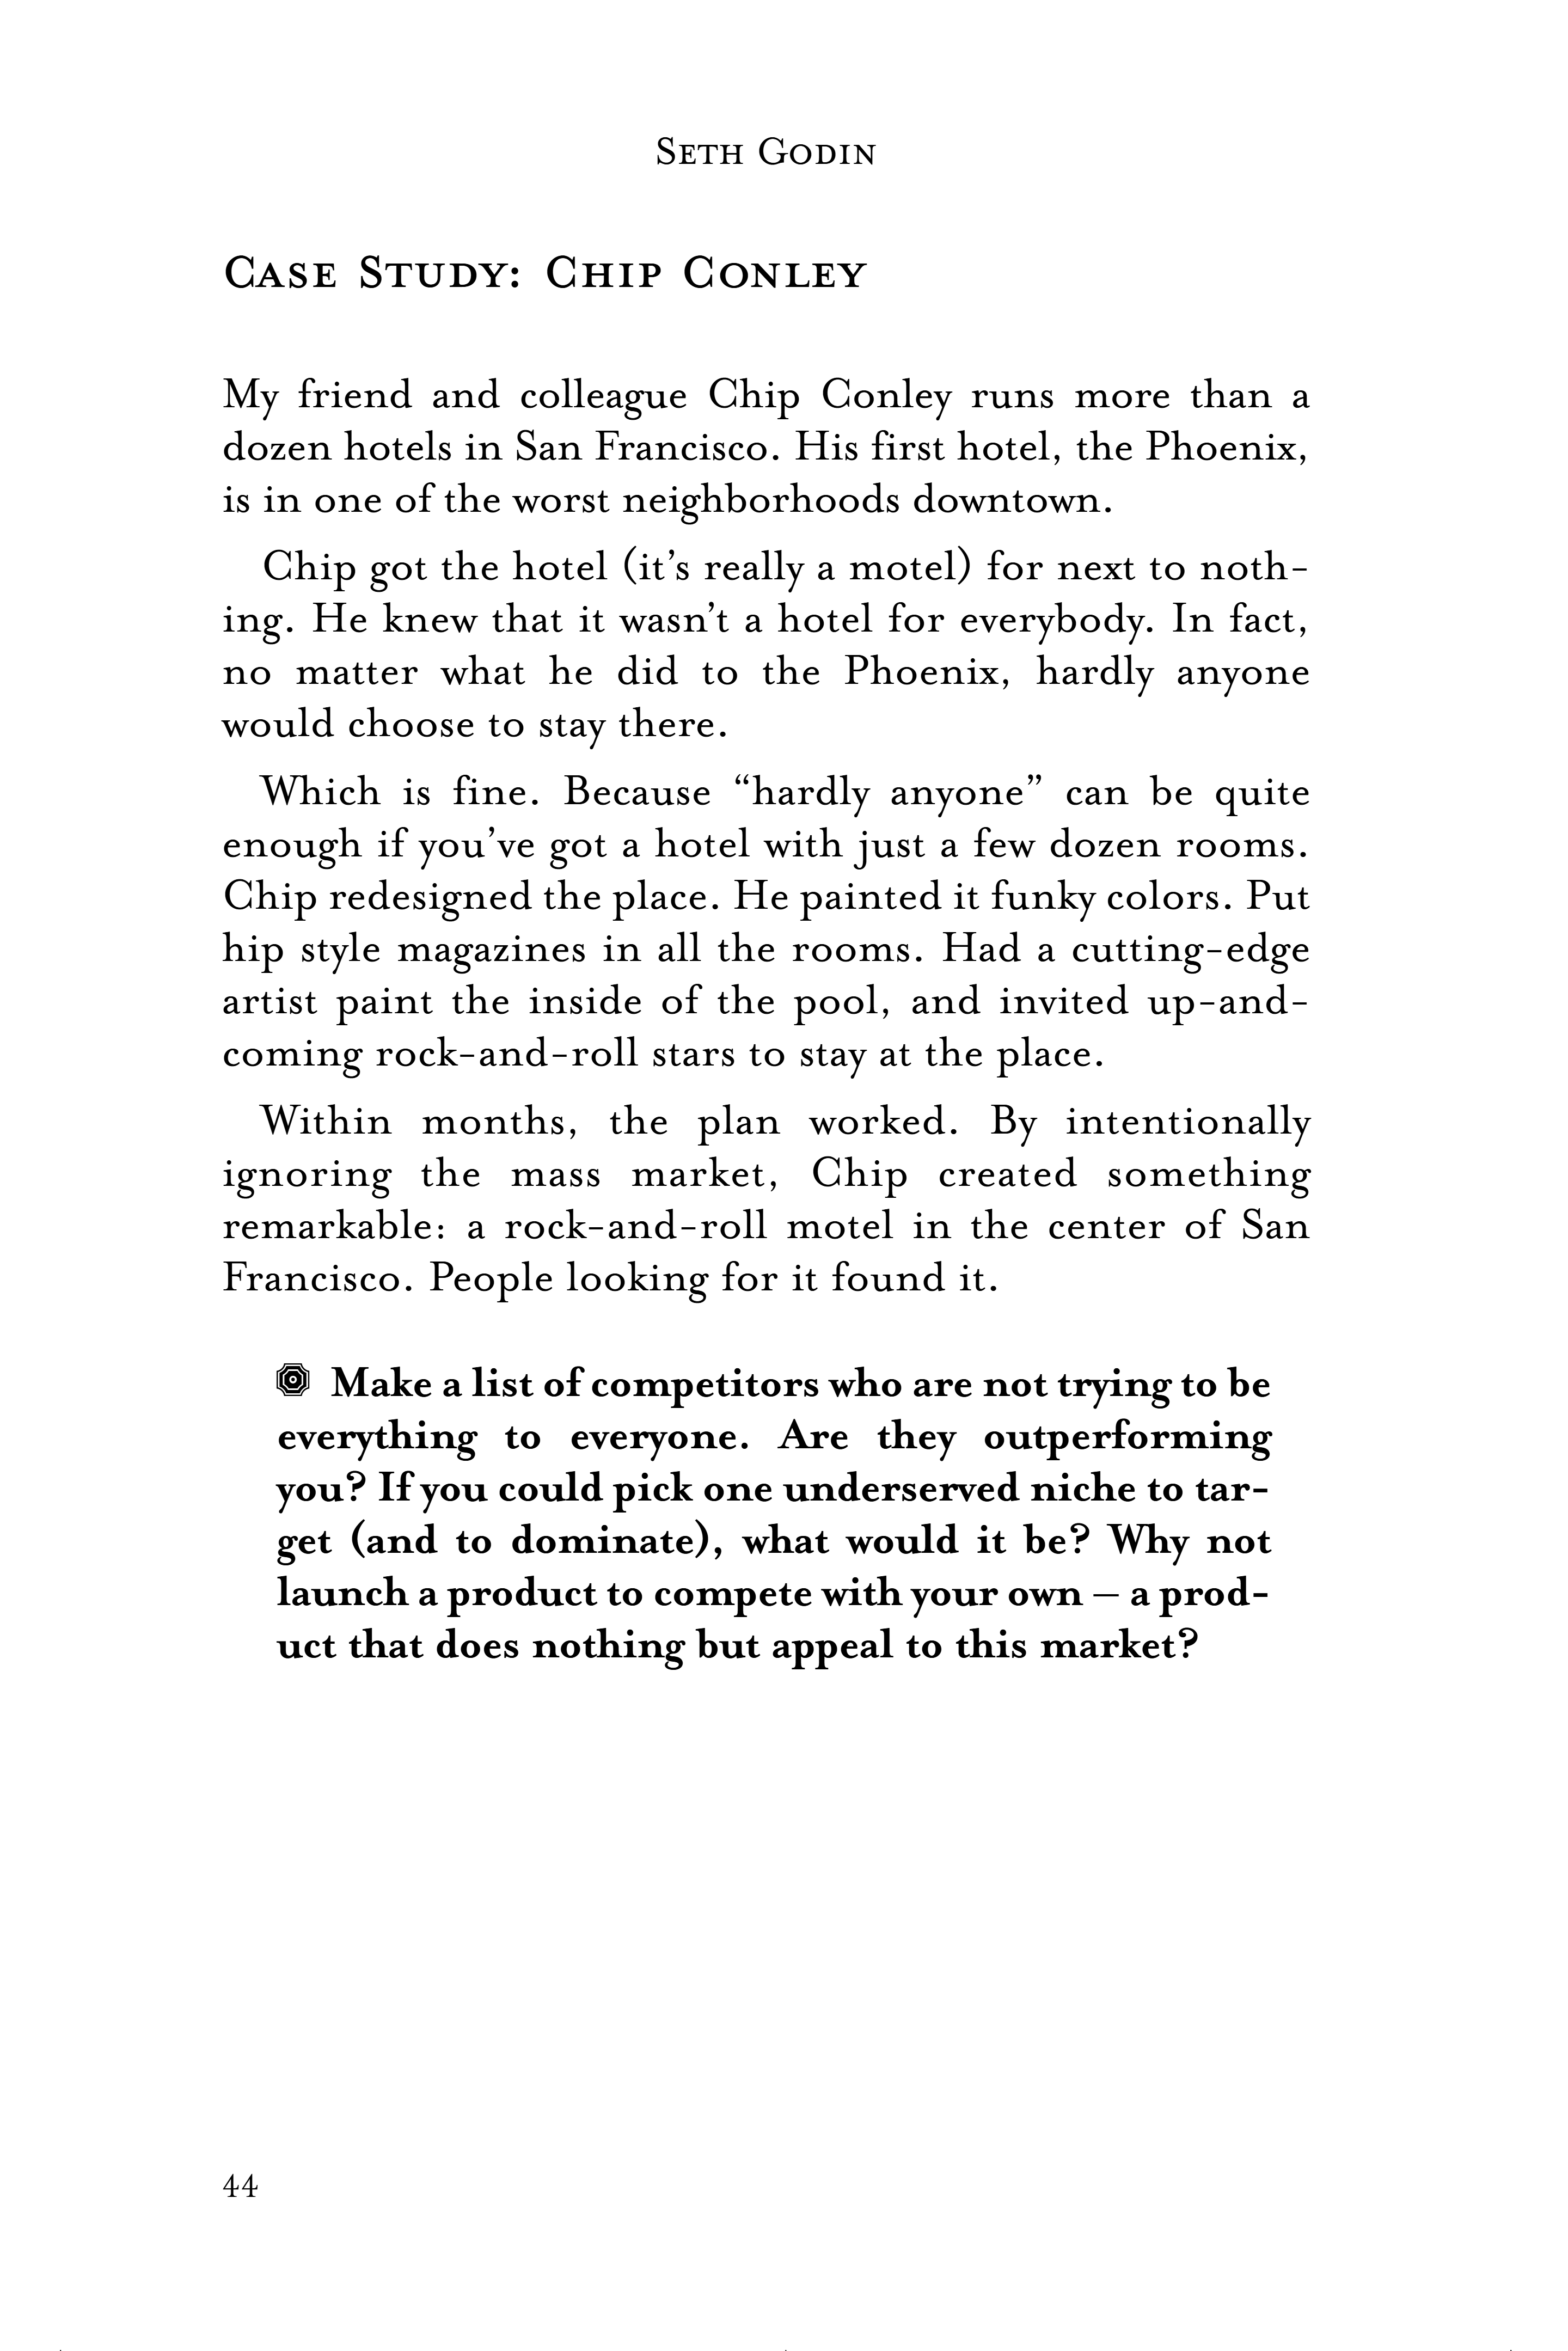 Seth Godin
Case Study: Chip Conley
My friend and colleague Chip Conley runs more than a
dozen hotels in San Francisco. His first hotel, the Phoenix,
is in one of the worst neighborhoods downtown.
Chip got the hotel (it’s really a motel) for next to noth-
ing. He knew that it wasn’t a hotel for everybody. In fact,
no matter what he did to the Phoenix, hardly anyone
would choose to stay there.
Which is fine. Because “hardly anyone” can be quite
enough if you’ve got a hotel with just a few dozen rooms.
Chip redesigned the place. He painted it funky colors. Put
hip style magazines in all the rooms. Had a cutting-edge
artist paint the inside of the pool, and invited up-and-
coming rock-and-roll stars to stay at the place.
Within months, the plan worked. By intentionally
ignoring the mass market, Chip created something
remarkable: a rock-and-roll motel in the center of San
Francisco. People looking for it found it.
Make a list of competitors who are not trying to be
everything to everyone. Are they outperforming
you? If you could pick one underserved niche to tar-
get (and to dominate), what would it be? Why not
launch a product to compete with your own – a prod-
uct that does nothing but appeal to this market?
44